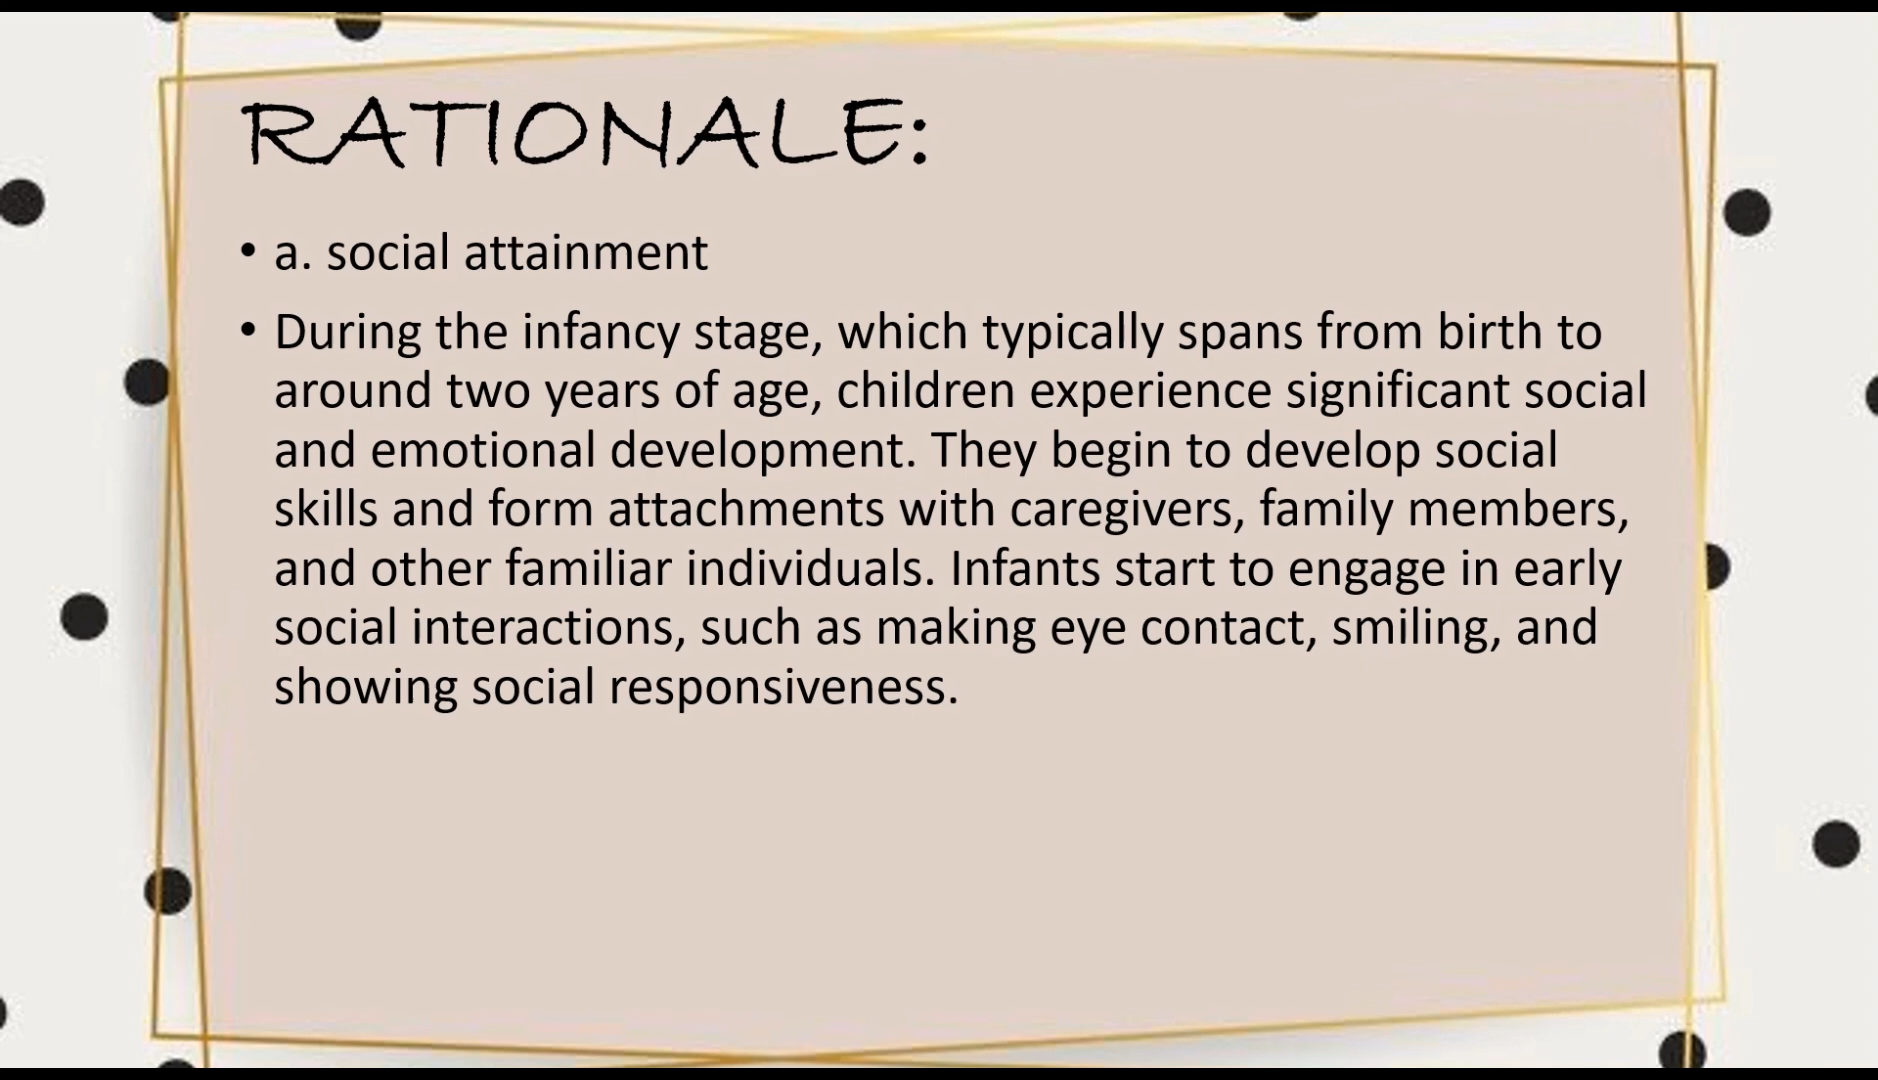 RATIONALE:
• a. social attainment
• During the infancy stage, which typically spans from birth to
around two years of age, children experience significant social
and emotional development. They begin to develop social
skills and form attachments with caregivers, family members,
and other familiar individuals. Infants start to engage in early
social interactions, such as making eye contact, smiling, and
showing social responsiveness.